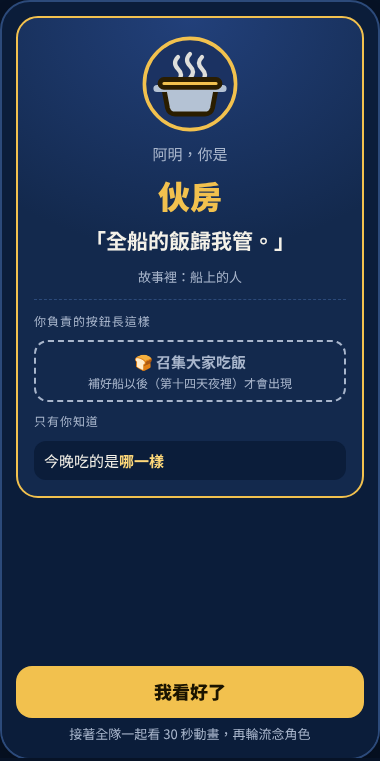 阿明，你是
伙房
「全船的飯歸我管。」
故事裡：船上的人
你負責的按鈕長這樣
🍞 召集大家吃飯
補好船以後（第十四天夜裡）才會出現
只有你知道
今晚吃的是哪一樣
我看好了
接著全隊一起看 30 秒動畫，再輪流念角色